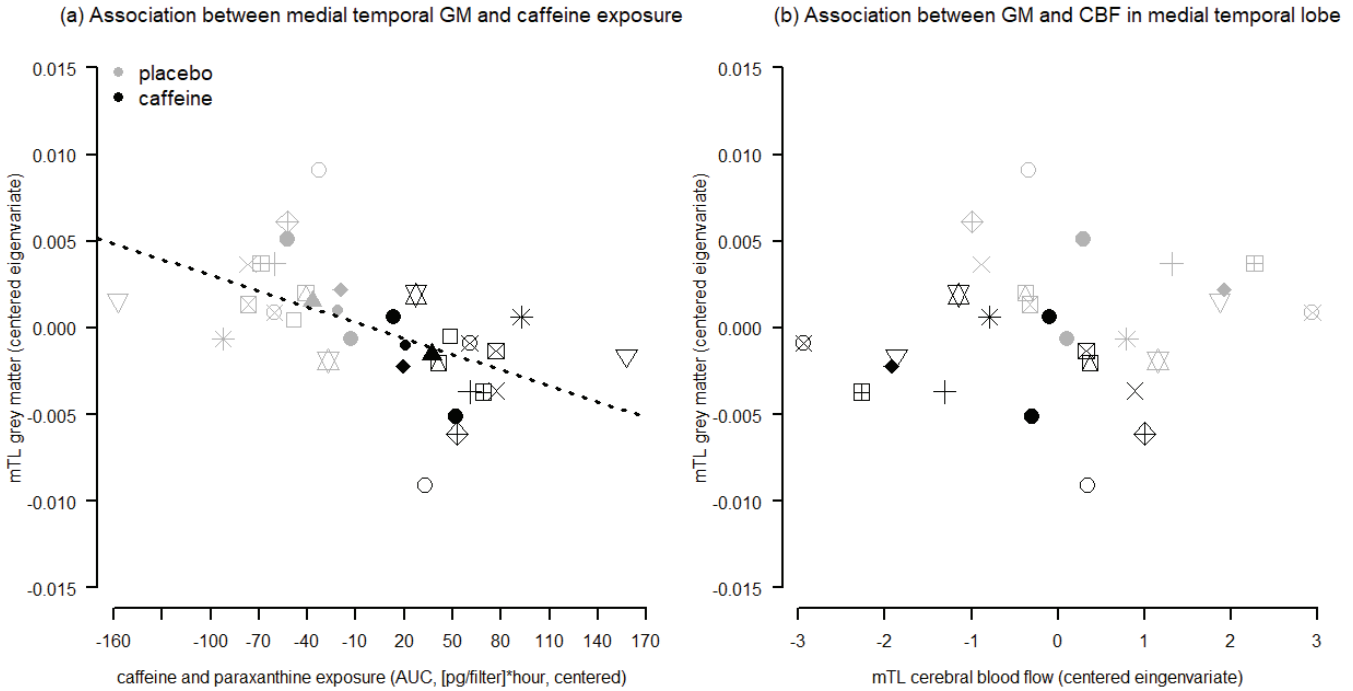 (a) Association between medial temporal GM and caffeine exposure
placebo
caffeine
mTL grey matter (centered eigenvariate)
0.015
0.010
0.005
0.000
-0.005
-0.010
-0.015
-160 -100 -70 -40 -10 20 50 80 110 140 170
caffeine and paraxanthine exposure (AUC, [pg/filter]*hour, centered)
(b) Association between GM and CBF in medial temporal lobe
mTL grey matter (centered eigenvariate)
0.015
0.010
0.005
0.000
-0.005
-0.010
-0.015
-3 -2 -1 0 1 2 3
mTL cerebral blood flow (centered eingenvariate)